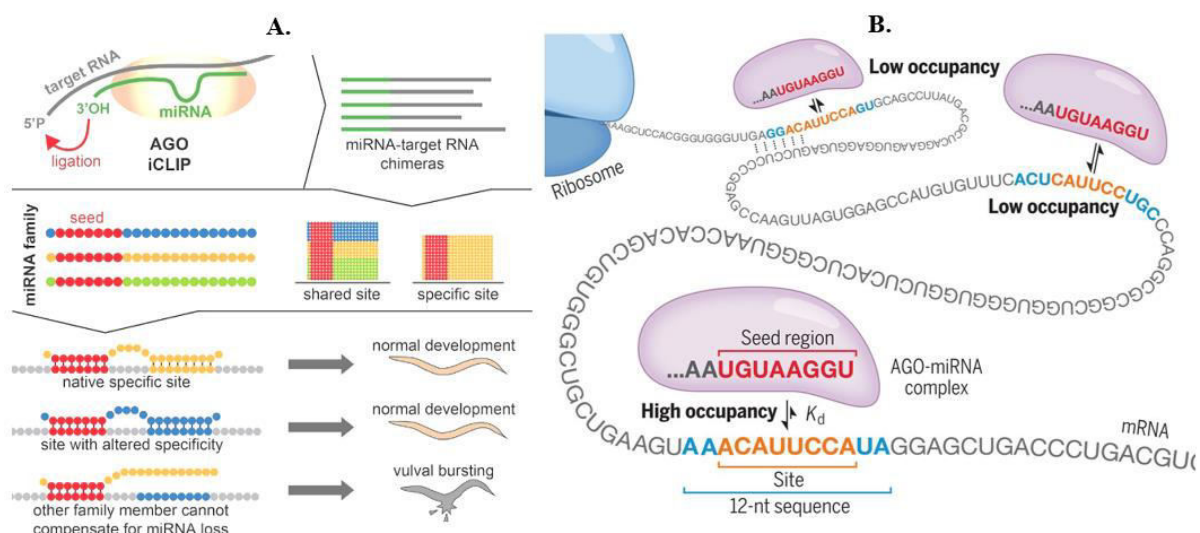 A.
target RNA
5'P
3'OH
miRNA
ligation
AGO
iCLIP
miRNA-target RNA
chimeras
miRNA family
seed
shared site
specific site
native specific site
normal development
site with altered specificity
normal development
other family member cannot
compensate for miRNA loss
vulval bursting
B.
Ribosome
...AAUGUAAGGU
Low occupancy
AAGCUCCACGGGUGGGUUGAGGACAUUCCAGUGCAGCCUUAUG
...AAUGUAAGGU
CCAAGUUAGUGGAGCCAUGUGUUUCACUCAUUCCUGC
Low occupancy
Seed region
...AAUGUAAGGU
AGO-miRNA
complex
High occupancy
Kd
mRNA
UGAAGUAAACAUUCCAUAGGAGCUGACCCUGACGU
Site
12-nt sequence